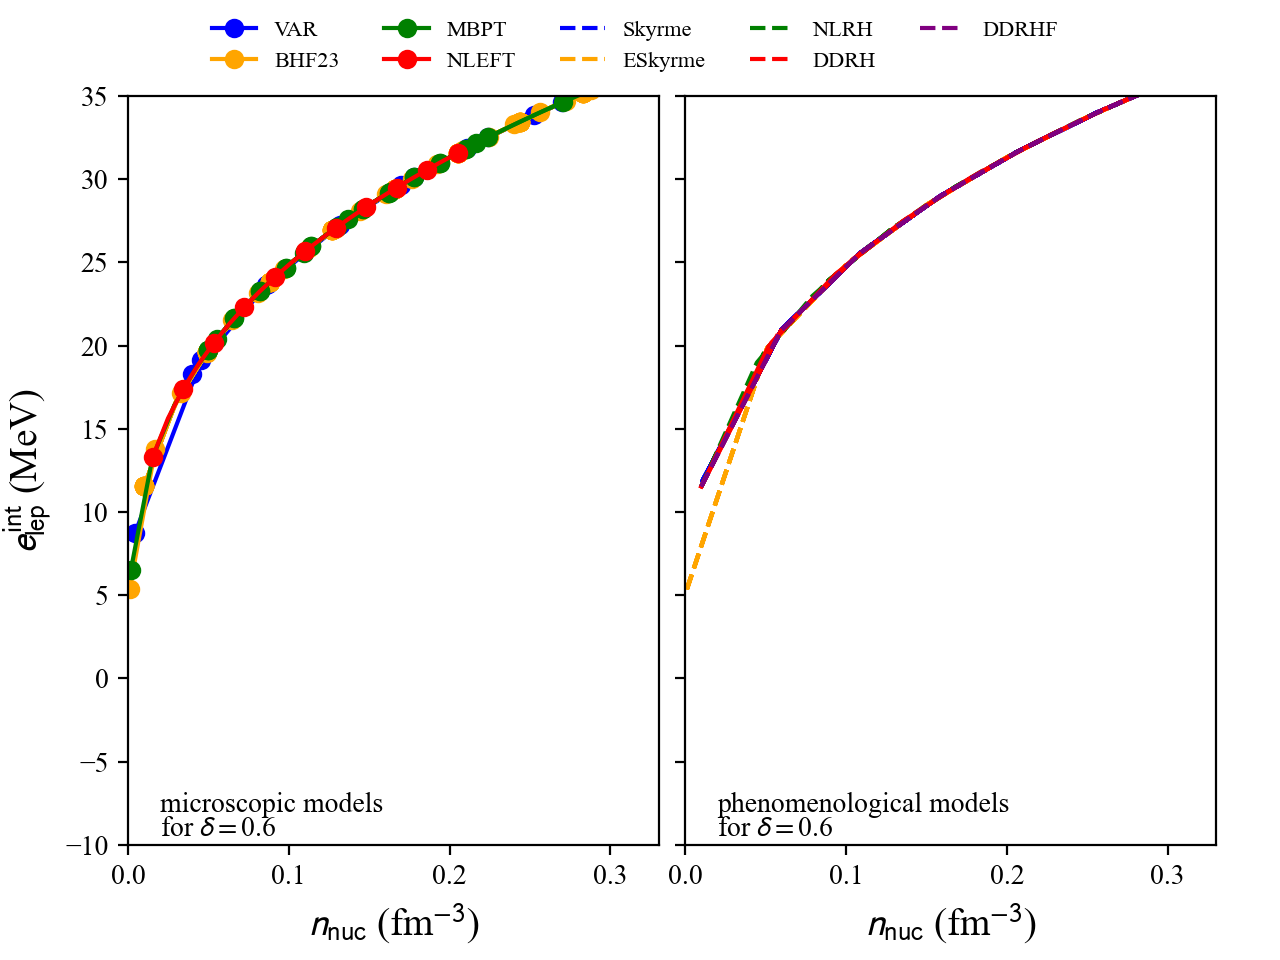 VAR MBPT Skyrme NLRH DDRHF
BHF23 NLEFT ESkyrme DDRH
35
30
25
20
15
10
5
0
−5
−10
e_lep^int (MeV)
microscopic models
for δ = 0.6
phenomenological models
for δ = 0.6
0.0 0.1 0.2 0.3
0.0 0.1 0.2 0.3
n_nuc (fm⁻³)
n_nuc (fm⁻³)